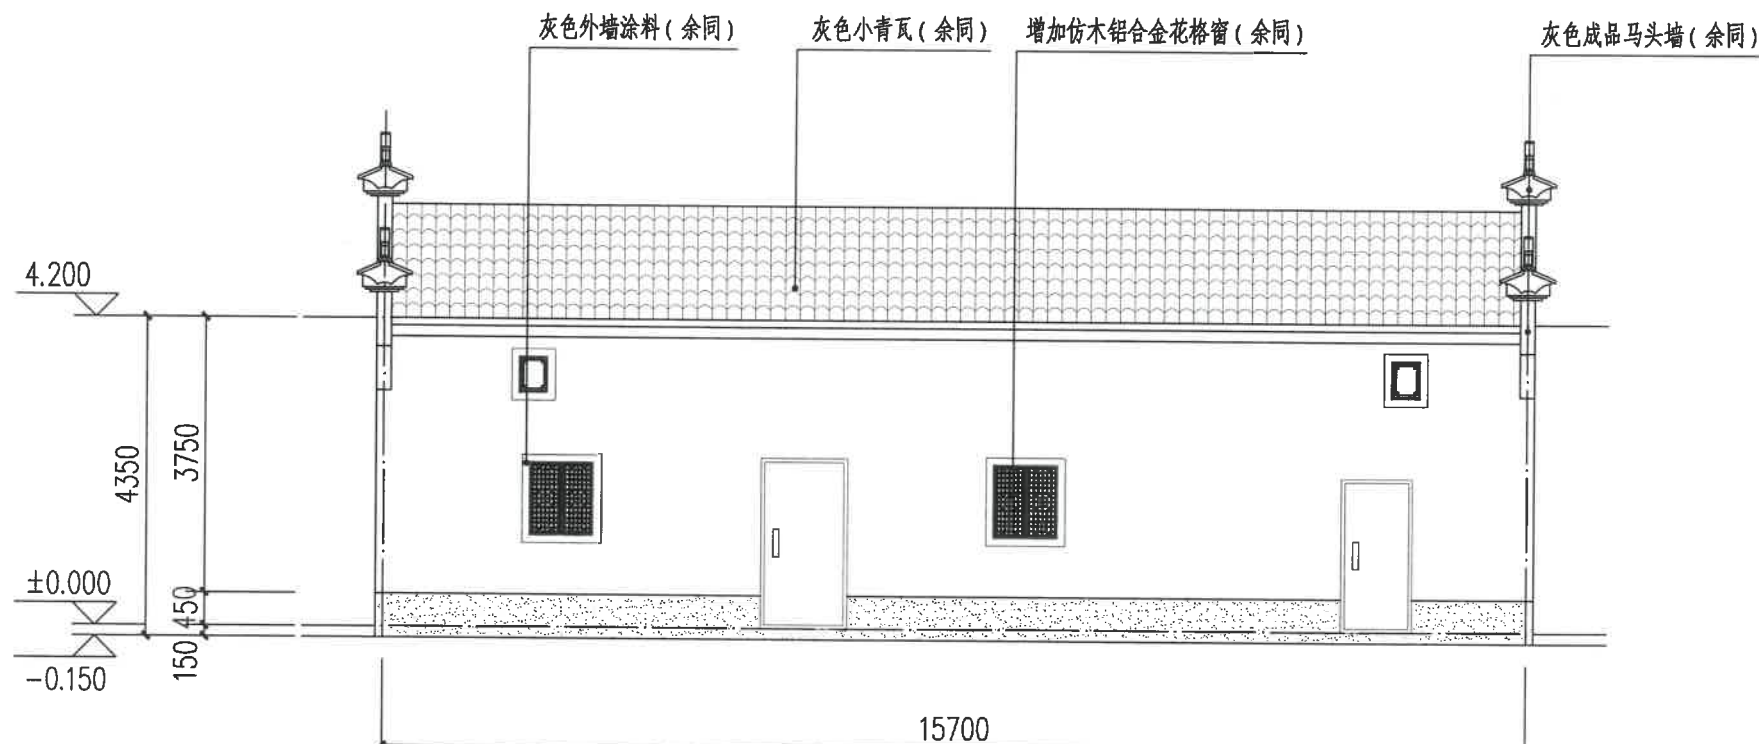 灰色外墙涂料(余同)
灰色小青瓦(余同)
增加仿木铝合金花格窗(余同)
灰色成品马头墙(余同)
4.200
4350
3750
±0.000
450
150
-0.150
15700